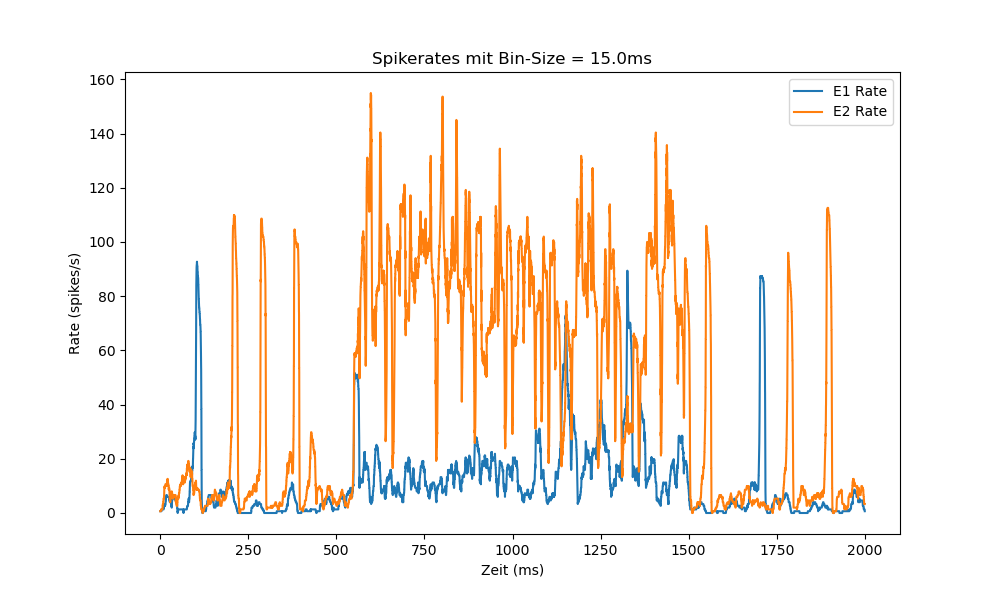 Spikerates mit Bin-Size = 15.0ms
E1 Rate
E2 Rate
Rate (spikes/s)
160
140
120
100
80
60
40
20
0
0 250 500 750 1000 1250 1500 1750 2000
Zeit (ms)